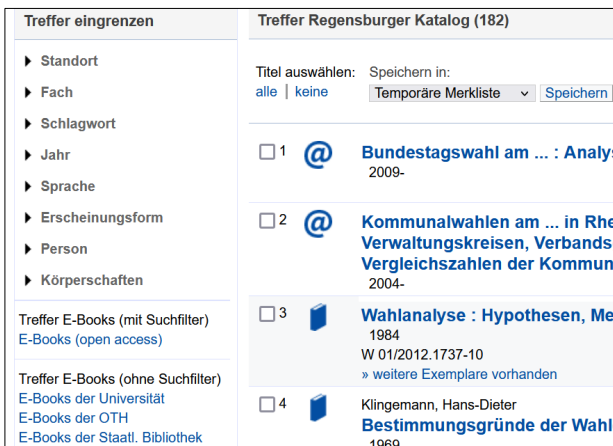 Treffer eingrenzen
Standort
Fach
Schlagwort
Jahr
Sprache
Erscheinungsform
Person
Körperschaften
Treffer E-Books (mit Suchfilter)
E-Books (open access)
Treffer E-Books (ohne Suchfilter)
E-Books der Universität
E-Books der OTH
E-Books der Staatl. Bibliothek
Treffer Regensburger Katalog (182)
Titel auswählen: Speichern in:
alle | keine Temporäre Merkliste Speichern
1 @ Bundestagswahl am ... : Analys
2009-
2 @ Kommunalwahlen am ... in Rhe
Verwaltungskreisen, Verbands
Vergleichszahlen der Kommun
2004-
3 Wahlanalyse : Hypothesen, Me
1984
W 01/2012.1737-10
» weitere Exemplare vorhanden
4 Klingemann, Hans-Dieter
Bestimmungsgründe der Wahl
1969